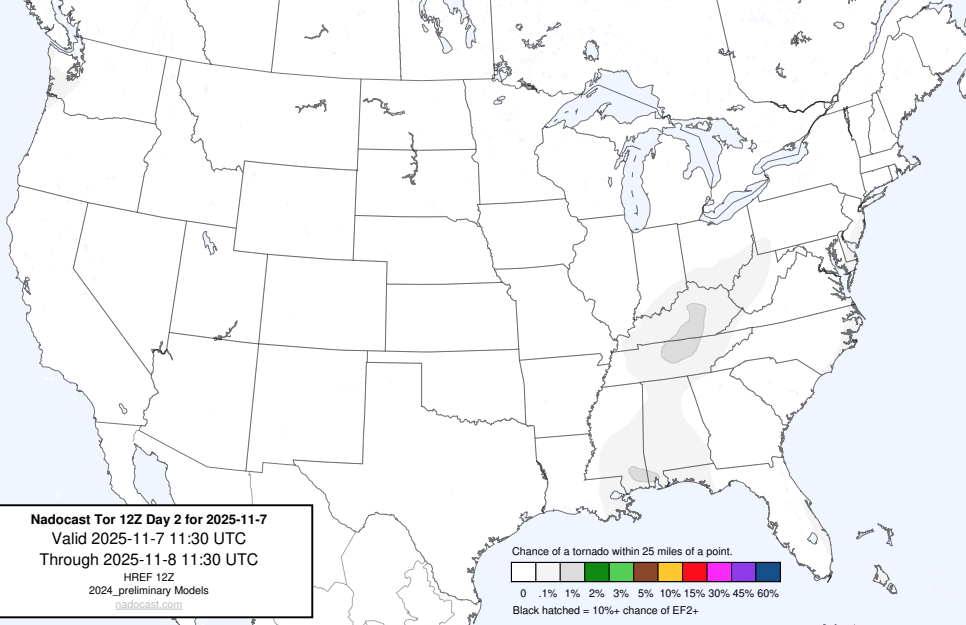 Nadocast Tor 12Z Day 2 for 2025-11-7
Valid 2025-11-7 11:30 UTC
Through 2025-11-8 11:30 UTC
HREF 12Z
2024_preliminary Models
nadocast.com
Chance of a tornado within 25 miles of a point.
0 .1% 1% 2% 3% 5% 10% 15% 30% 45% 60%
Black hatched = 10%+ chance of EF2+